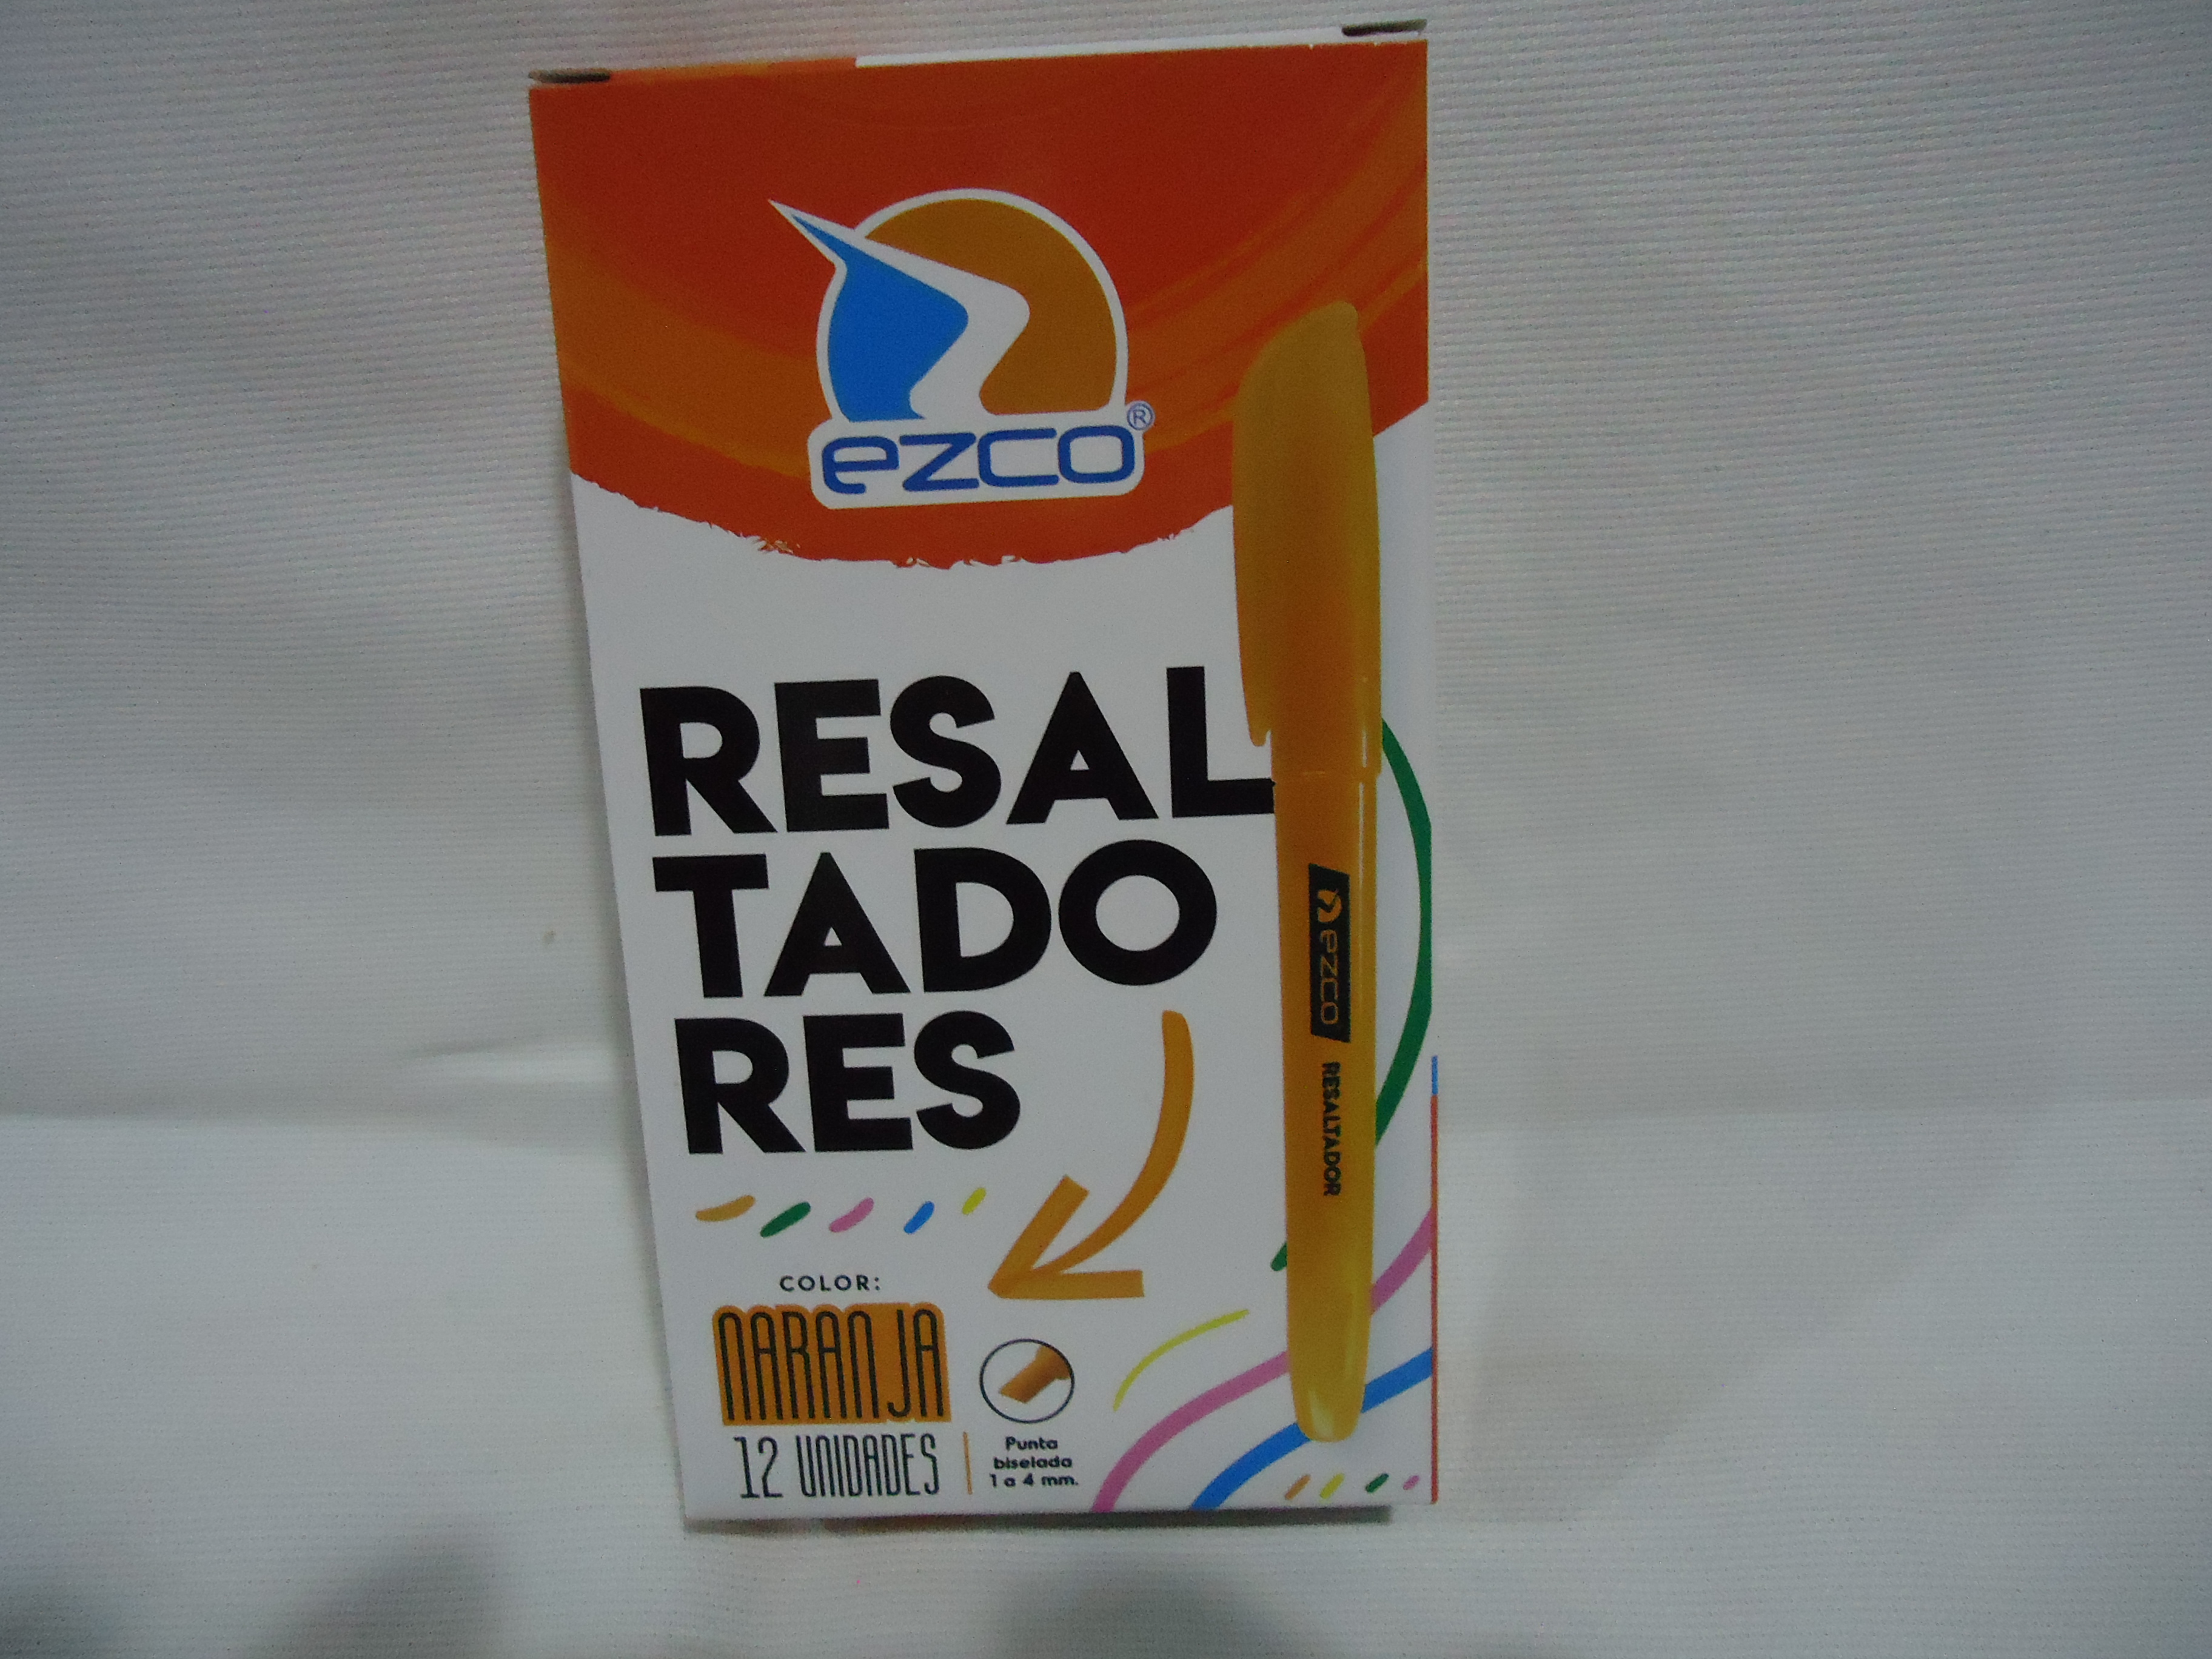 ezco®
RESAL
TADO
RES
ezco RESALTADOR
COLOR:
NARANJA
12 UNIDADES
Punta
biselada
1 a 4 mm.